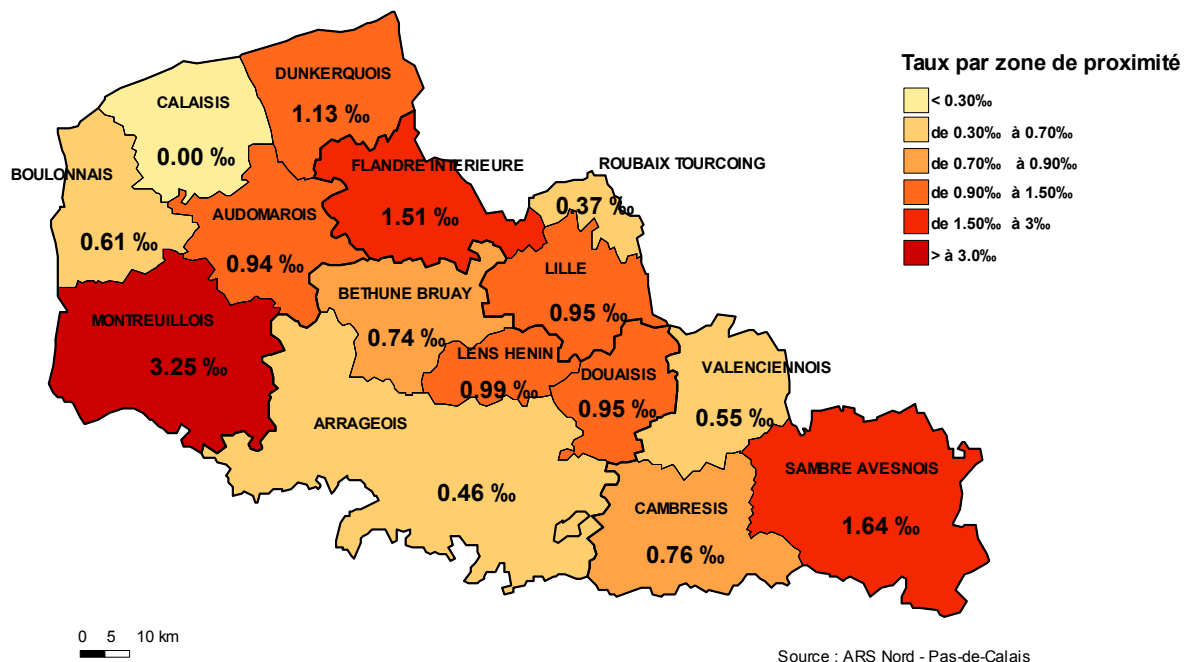 Taux par zone de proximité
< 0.30‰
de 0.30‰ à 0.70‰
de 0.70‰ à 0.90‰
de 0.90‰ à 1.50‰
de 1.50‰ à 3‰
> à 3.0%
DUNKERQUOIS
1.13 ‰
CALAISIS
0.00 ‰
BOULONNAIS
0.61 ‰
AUDOMAROIS
0.94 ‰
FLANDRE INTERIEURE
1.51 ‰
ROUBAIX TOURCOING
0.37 ‰
LILLE
0.95 ‰
BETHUNE BRUAY
0.74 ‰
MONTREUILLOIS
3.25 ‰
LENS HENIN
0.99 ‰
DOUAISIS
0.95 ‰
VALENCIENNOIS
0.55 ‰
ARRAGEOIS
0.46 ‰
CAMBRESIS
0.76 ‰
SAMBRE AVESNOIS
1.64 ‰
0 5 10 km
Source : ARS Nord - Pas-de-Calais